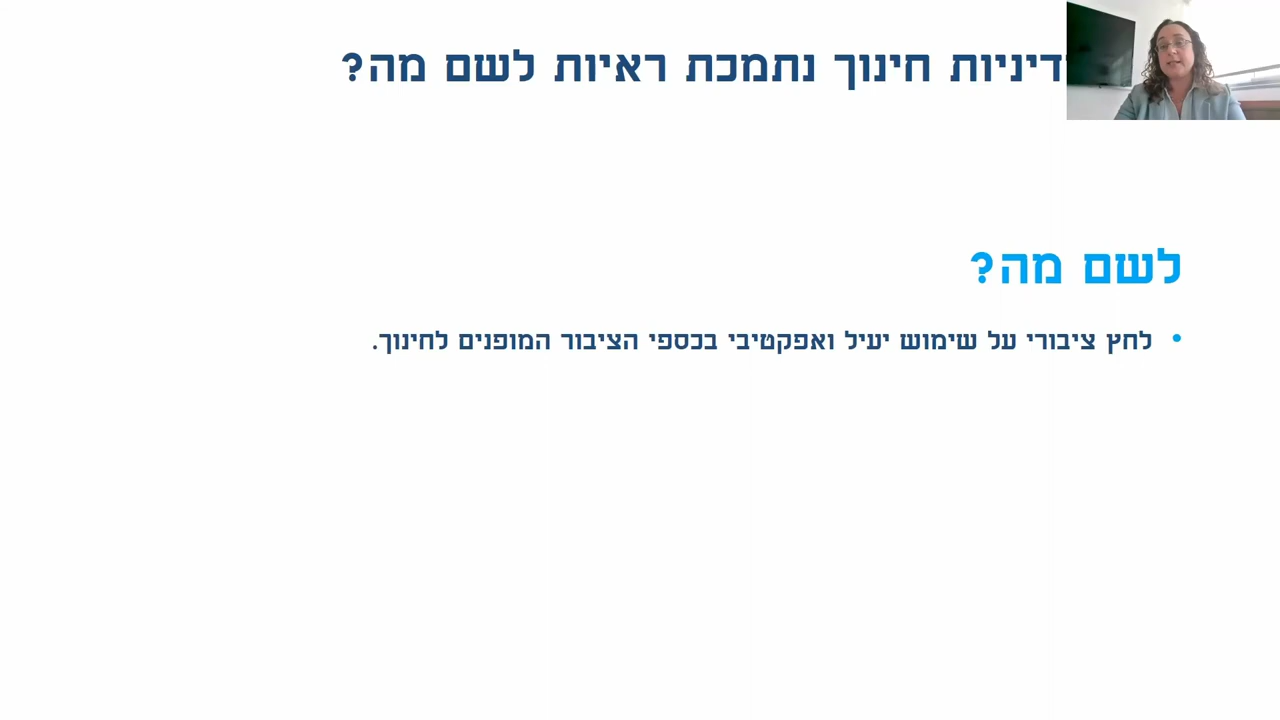 חינוך נתמכת ראיות לשם מה?
לשם מה?
• לחץ ציבורי על שימוש יעיל ואפקטיבי בכספי הציבור המופנים לחינוך.